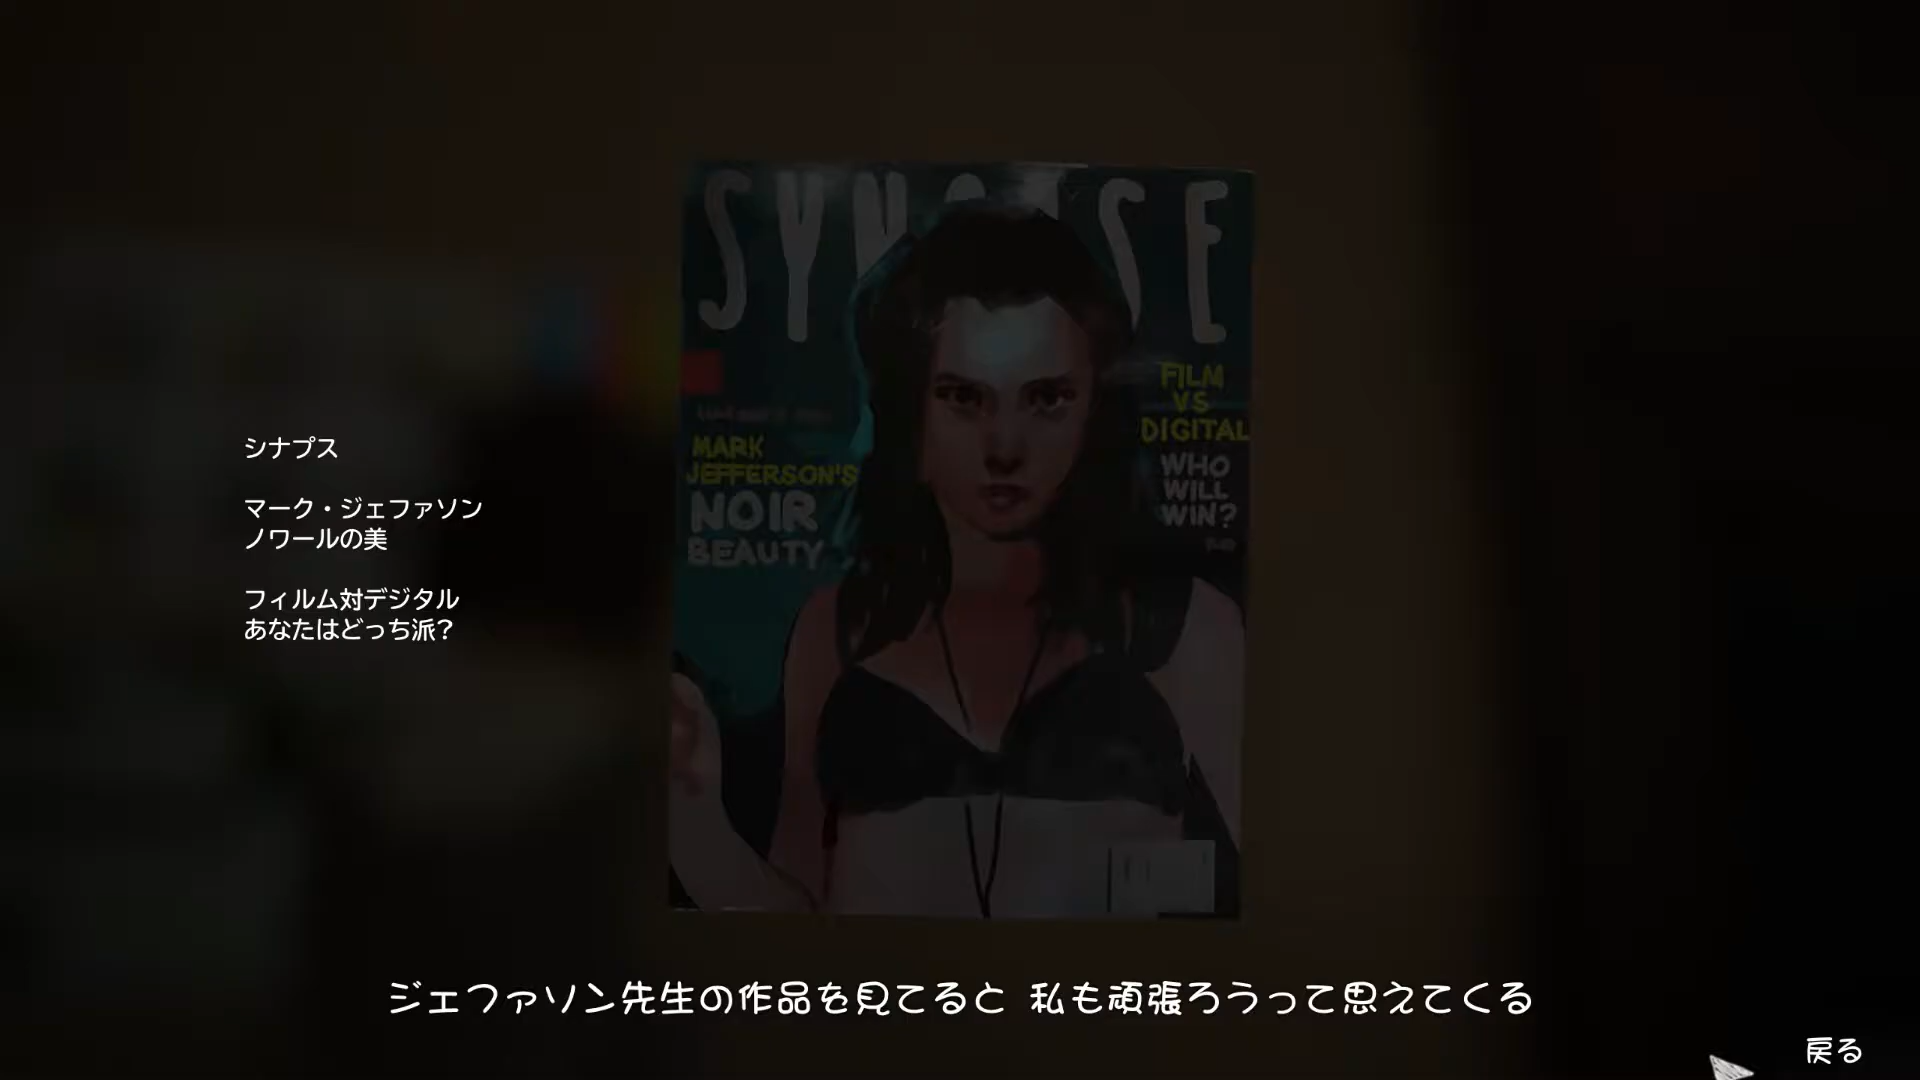 SYNAPSE
MARK
JEFFERSON'S
NOIR
BEAUTY
FILM
VS
DIGITAL
WHO
WILL
WIN?
シナプス
マーク・ジェファソン
ノワールの美
フィルム対デジタル
あなたはどっち派?
ジェファソン先生の作品を見てると 私も頑張ろうって思えてくる
戻る